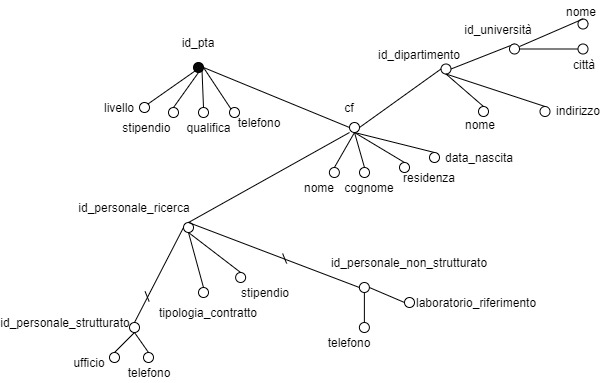 nome
id_università
id_pta
id_dipartimento
città
livello
cf
stipendio
qualifica
telefono
nome
indirizzo
data_nascita
nome
cognome
residenza
id_personale_ricerca
id_personale_non_strutturato
stipendio
laboratorio_riferimento
tipologia_contratto
id_personale_strutturato
telefono
ufficio
telefono